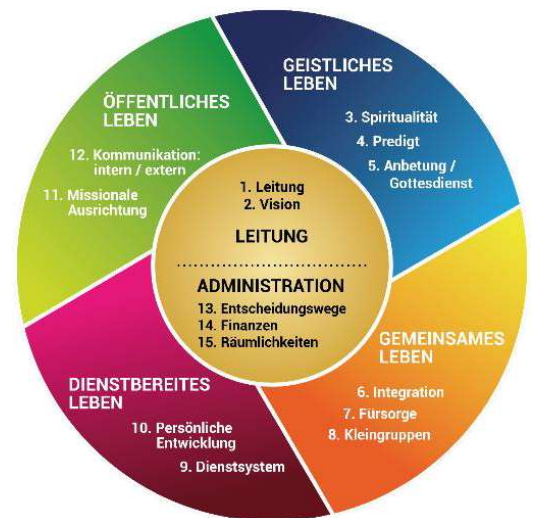 GEISTLICHES
LEBEN
3. Spiritualität
4. Predigt
5. Anbetung /
Gottesdienst
ÖFFENTLICHES
LEBEN
12. Kommunikation:
intern / extern
11. Missionale
Ausrichtung
1. Leitung
2. Vision
LEITUNG
ADMINISTRATION
13. Entscheidungswege
14. Finanzen
15. Räumlichkeiten
GEMEINSAMES
LEBEN
6. Integration
7. Fürsorge
8. Kleingruppen
DIENSTBEREITES
LEBEN
10. Persönliche
Entwicklung
9. Dienstsystem